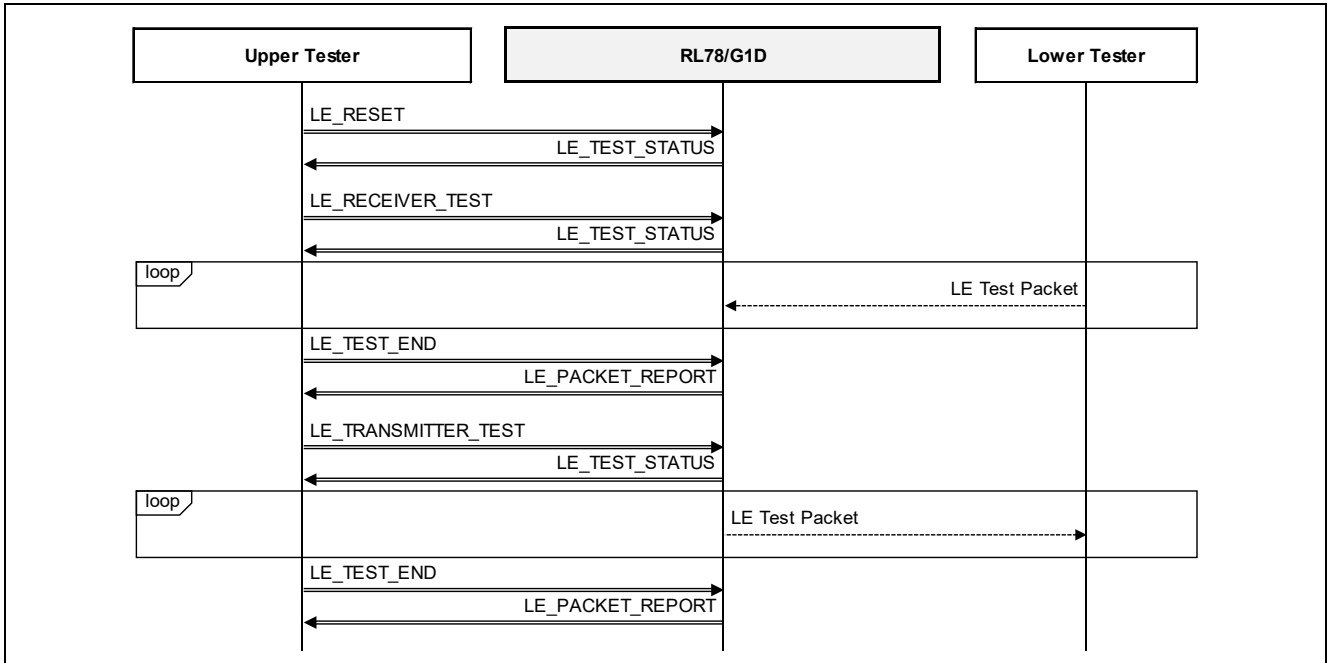 Upper Tester
RL78/G1D
Lower Tester
LE_RESET
LE_TEST_STATUS
LE_RECEIVER_TEST
LE_TEST_STATUS
loop
LE Test Packet
LE_TEST_END
LE_PACKET_REPORT
LE_TRANSMITTER_TEST
LE_TEST_STATUS
loop
LE Test Packet
LE_TEST_END
LE_PACKET_REPORT